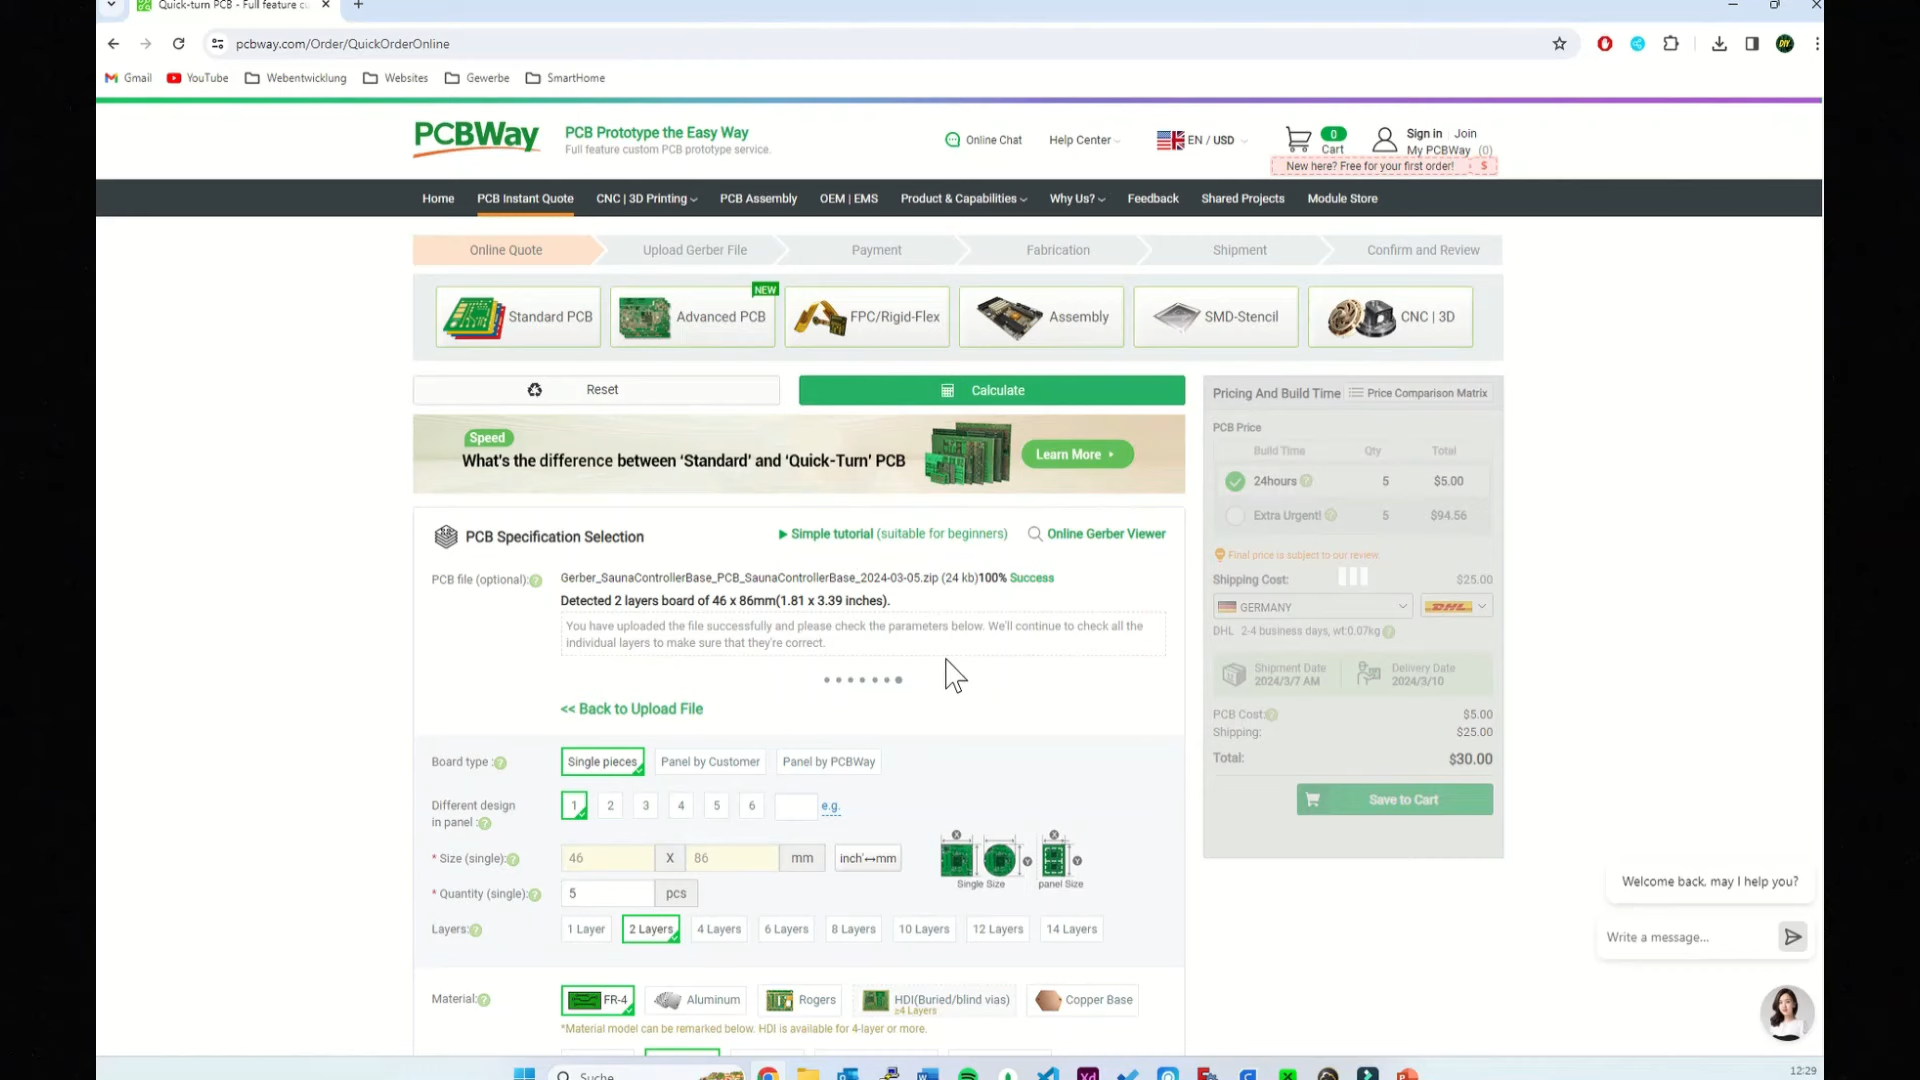 Quick-turn PCB - Full feature cu
pcbway.com/Order/QuickOrderOnline
DIY
Gmail YouTube Webentwicklung Websites Gewerbe SmartHome
PCBWay
PCB Prototype the Easy Way
Full feature custom PCB prototype service.
Online Chat Help Center EN / USD 0 Cart Sign in Join
My PCBWay (0)
New here? Free for your first order! $
Home PCB Instant Quote CNC | 3D Printing PCB Assembly OEM | EMS Product & Capabilities Why Us? Feedback Shared Projects Module Store
Online Quote Upload Gerber File Payment Fabrication Shipment Confirm and Review
NEW
Standard PCB Advanced PCB FPC/Rigid-Flex Assembly SMD-Stencil CNC | 3D
Reset Calculate
Speed
What's the difference between 'Standard' and 'Quick-Turn' PCB
Learn More
PCB Specification Selection
Simple tutorial (suitable for beginners) Online Gerber Viewer
PCB file (optional): Gerber_SaunaControllerBase_PCB_SaunaControllerBase_2024-03-05.zip (24 kb)100% Success
Detected 2 layers board of 46 x 86mm(1.81 x 3.39 inches).
You have uploaded the file successfully and please check the parameters below. We'll continue to check all the
individual layers to make sure that they're correct.
<< Back to Upload File
Board type : Single pieces Panel by Customer Panel by PCBWay
Different design
in panel : 1 2 3 4 5 6 e.g.
* Size (single): 46 X 86 mm inch↔mm
X X
Y Y
Single Size panel Size
* Quantity (single): 5 pcs
Layers: 1 Layer 2 Layers 4 Layers 6 Layers 8 Layers 10 Layers 12 Layers 14 Layers
Material: FR-4 Aluminum Rogers HDI(Buried/blind vias) Copper Base
≥4 Layers
*Material model can be remarked below. HDI is available for 4-layer or more.
Pricing And Build Time Price Comparison Matrix
PCB Price
Build Time Qty Total
24hours 5 $5.00
Extra Urgent! 5 $94.56
Final price is subject to our review.
Shipping Cost: $25.00
GERMANY DHL
DHL 2-4 business days, wt:0.07kg
Shipment Date
2024/3/7 AM
Delivery Date
2024/3/10
PCB Cost: $5.00
Shipping: $25.00
Total: $30.00
Save to Cart
Welcome back, may I help you?
Write a message...
Suche
Xd
12:29